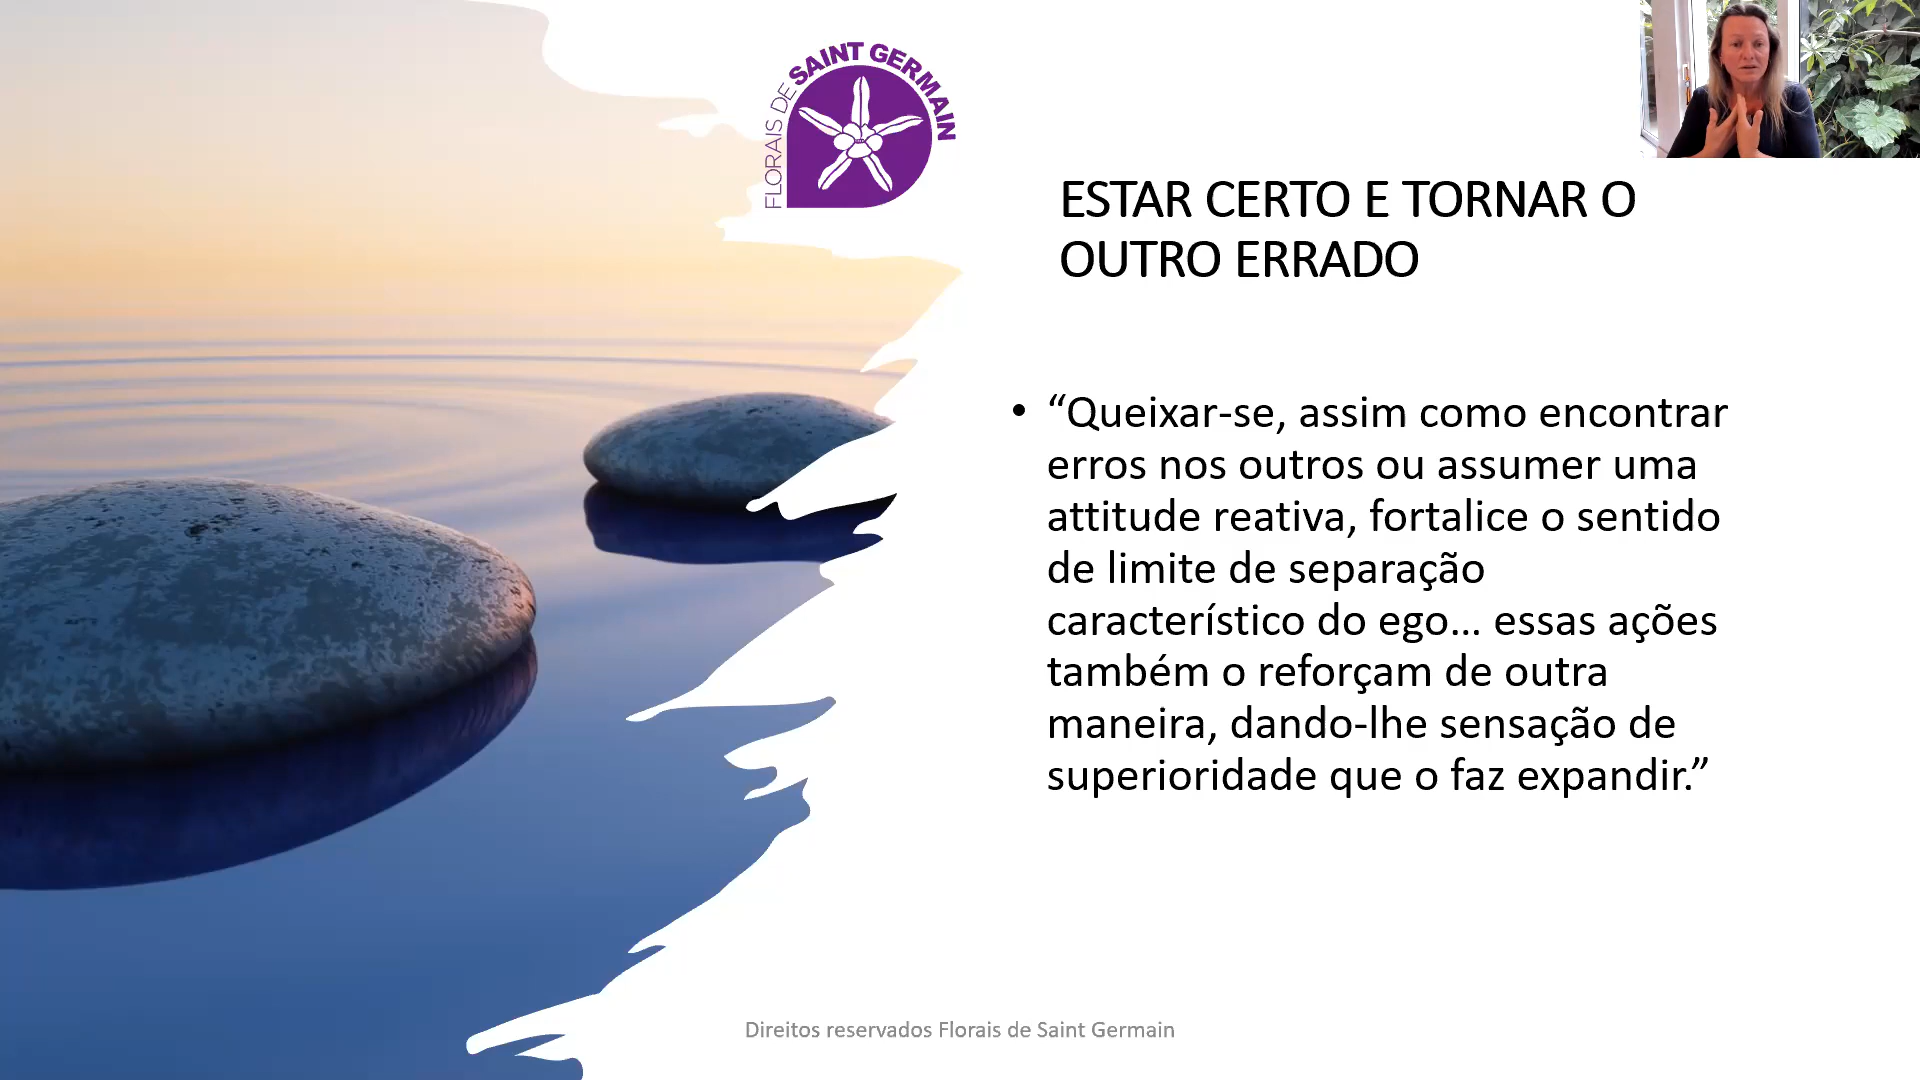 FLORAIS DE SAINT GERMAIN
ESTAR CERTO E TORNAR O
OUTRO ERRADO
• “Queixar-se, assim como encontrar
erros nos outros ou assumer uma
attitude reativa, fortalice o sentido
de limite de separação
característico do ego... essas ações
também o reforçam de outra
maneira, dando-lhe sensação de
superioridade que o faz expandir.”
Direitos reservados Florais de Saint Germain